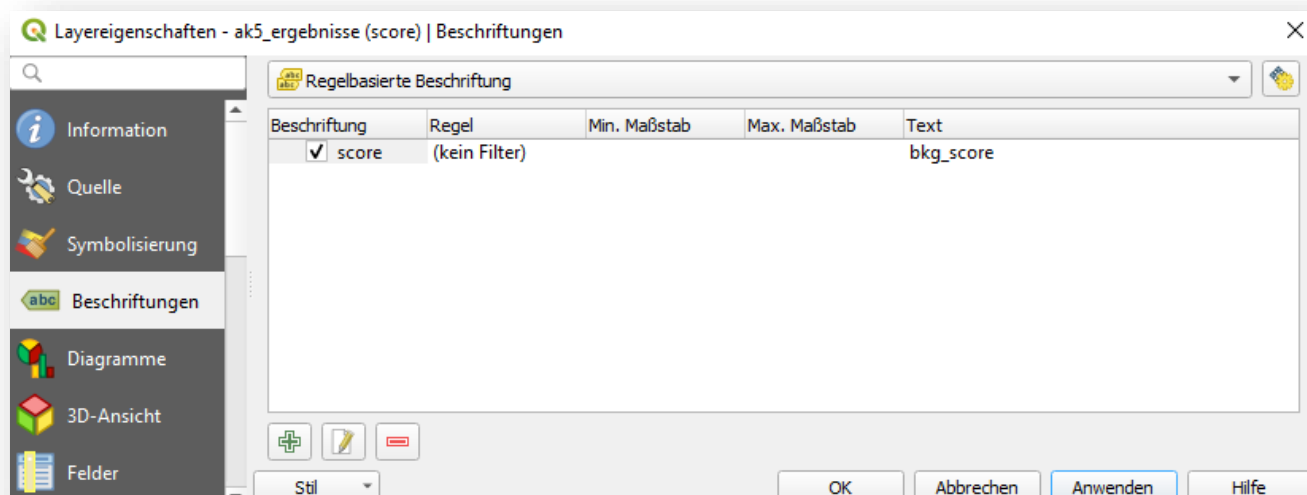 Layereigenschaften - ak5_ergebnisse (score) | Beschriftungen
Regelbasierte Beschriftung
Information
Quelle
Symbolisierung
abc Beschriftungen
Diagramme
3D-Ansicht
Felder
Beschriftung Regel Min. Maßstab Max. Maßstab Text
score (kein Filter) bkg_score
Stil OK Abbrechen Anwenden Hilfe